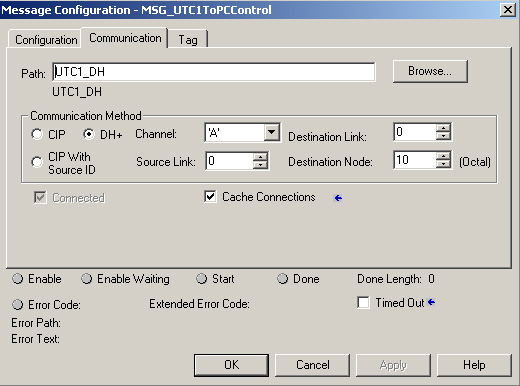 Message Configuration - MSG_UTC1ToPCControl
Configuration Communication Tag
Path: UTC1_DH Browse...
UTC1_DH
Communication Method
CIP DH+ Channel: 'A' Destination Link: 0
CIP With Source ID Source Link: 0 Destination Node: 10 (Octal)
Connected Cache Connections
Enable Enable Waiting Start Done Done Length: 0
Error Code: Extended Error Code: Timed Out
Error Path:
Error Text:
OK Cancel Apply Help